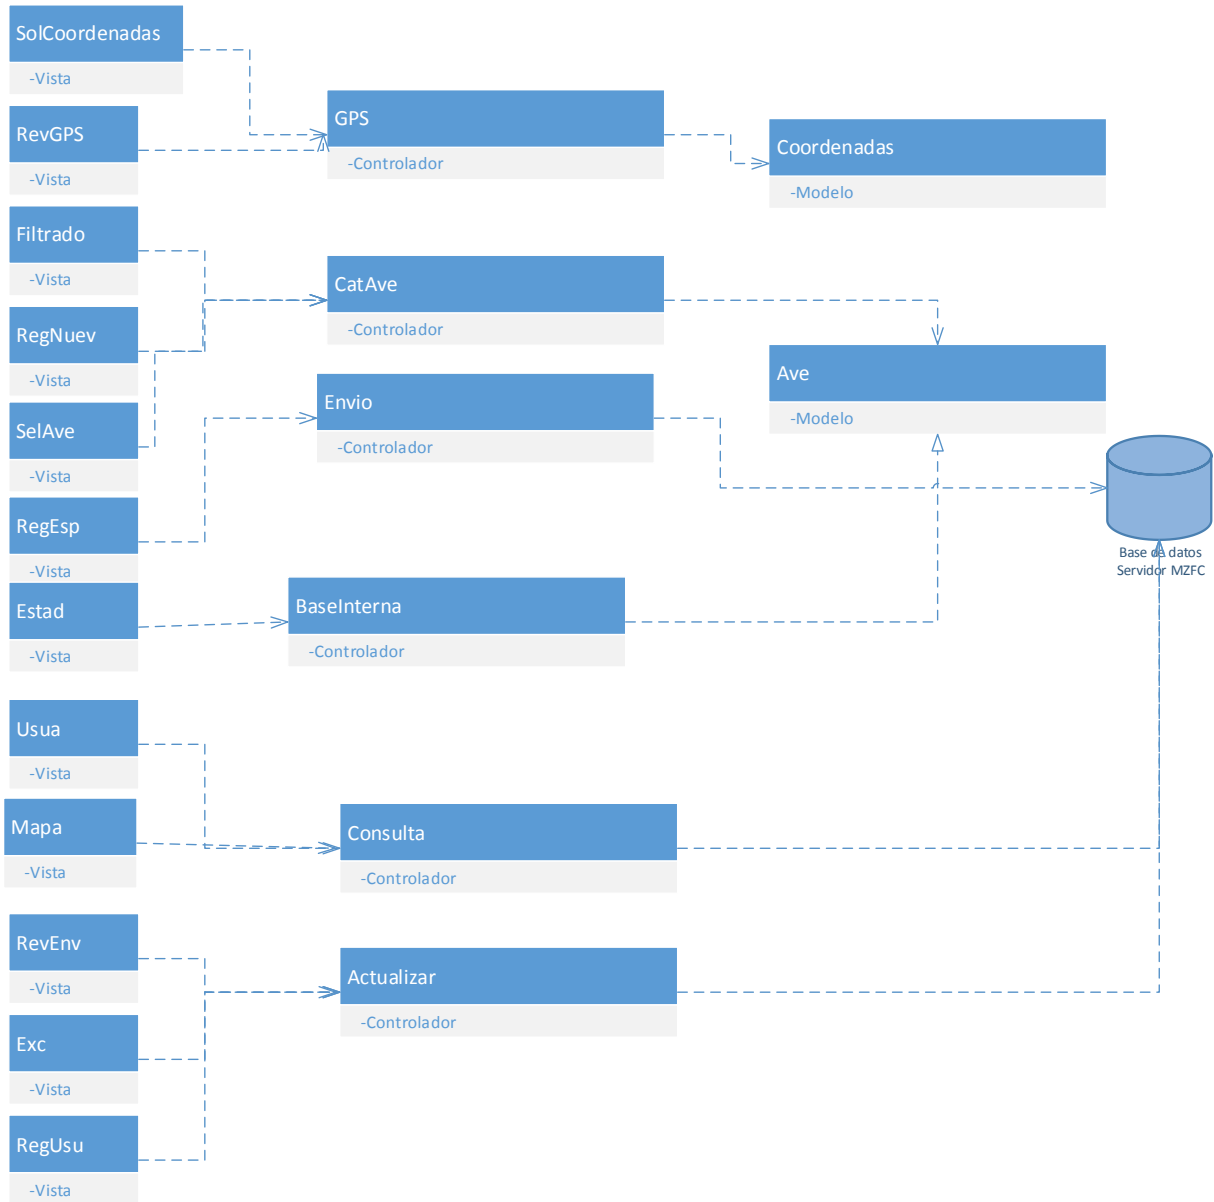 SolCoordenadas
-Vista
RevGPS
-Vista
Filtrado
-Vista
RegNuev
-Vista
SelAve
-Vista
RegEsp
-Vista
Estad
-Vista
Usua
-Vista
Mapa
-Vista
RevEnv
-Vista
Exc
-Vista
RegUsu
-Vista
GPS
-Controlador
CatAve
-Controlador
Envio
-Controlador
BaseInterna
-Controlador
Consulta
-Controlador
Actualizar
-Controlador
Coordenadas
-Modelo
Ave
-Modelo
Base de datos
Servidor MZFC